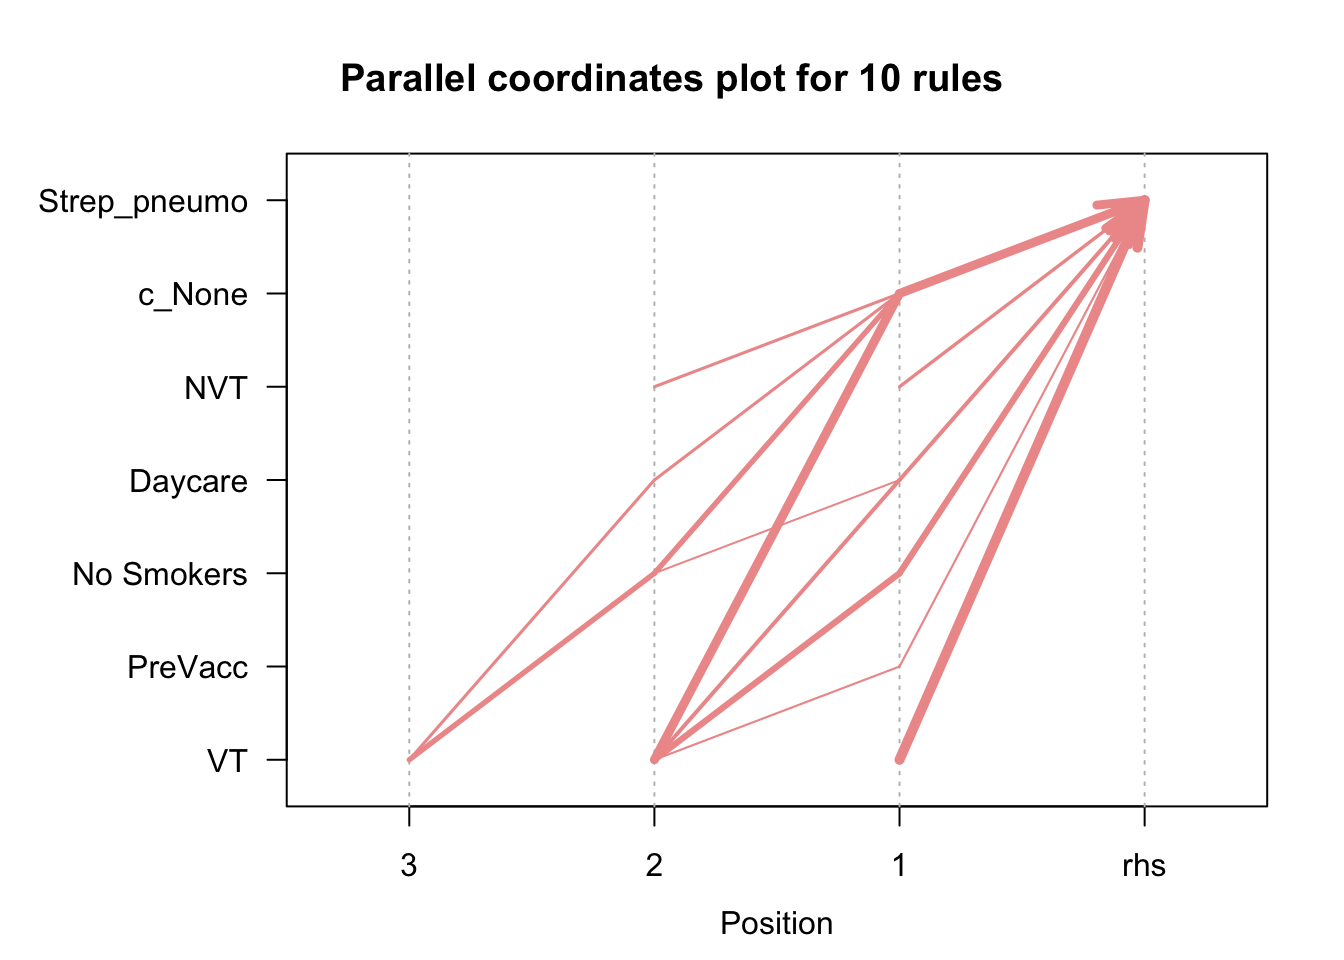 Parallel coordinates plot for 10 rules
Strep_pneumo
c_None
NVT
Daycare
No Smokers
PreVacc
VT
3 2 1 rhs
Position